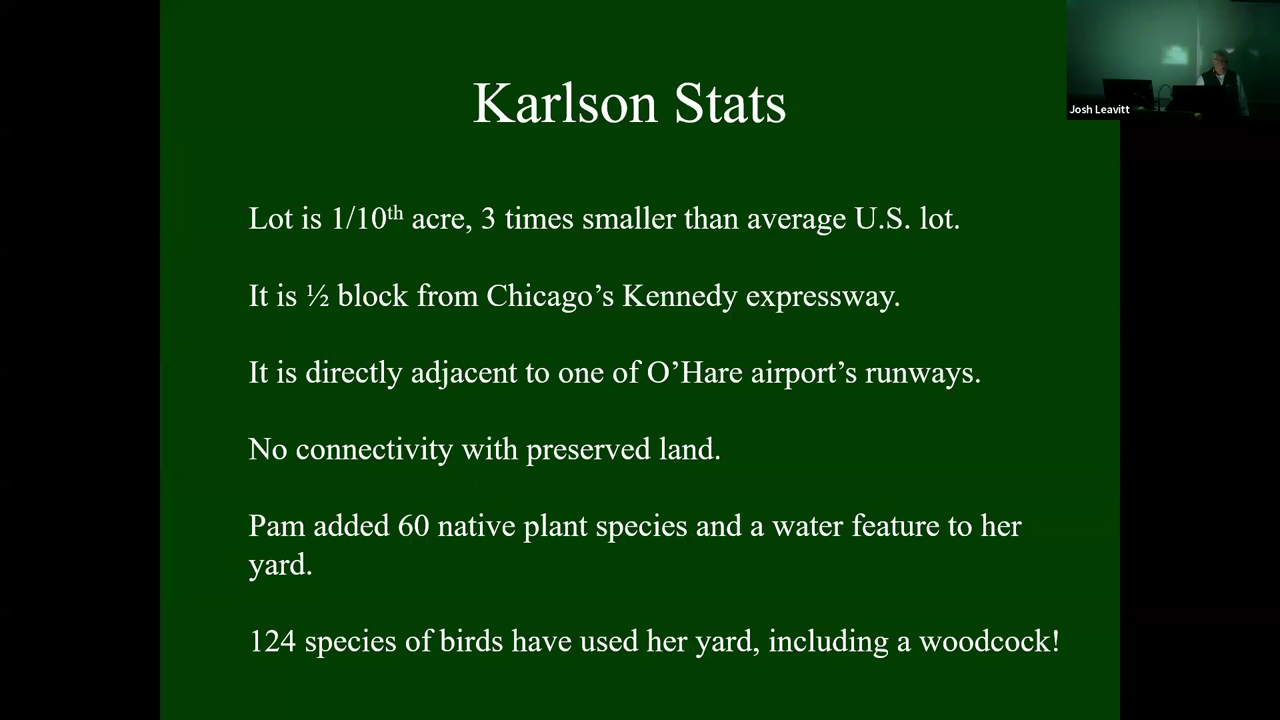 Karlson Stats
Josh Leavitt
Lot is 1/10th acre, 3 times smaller than average U.S. lot.
It is ½ block from Chicago’s Kennedy expressway.
It is directly adjacent to one of O’Hare airport’s runways.
No connectivity with preserved land.
Pam added 60 native plant species and a water feature to her
yard.
124 species of birds have used her yard, including a woodcock!